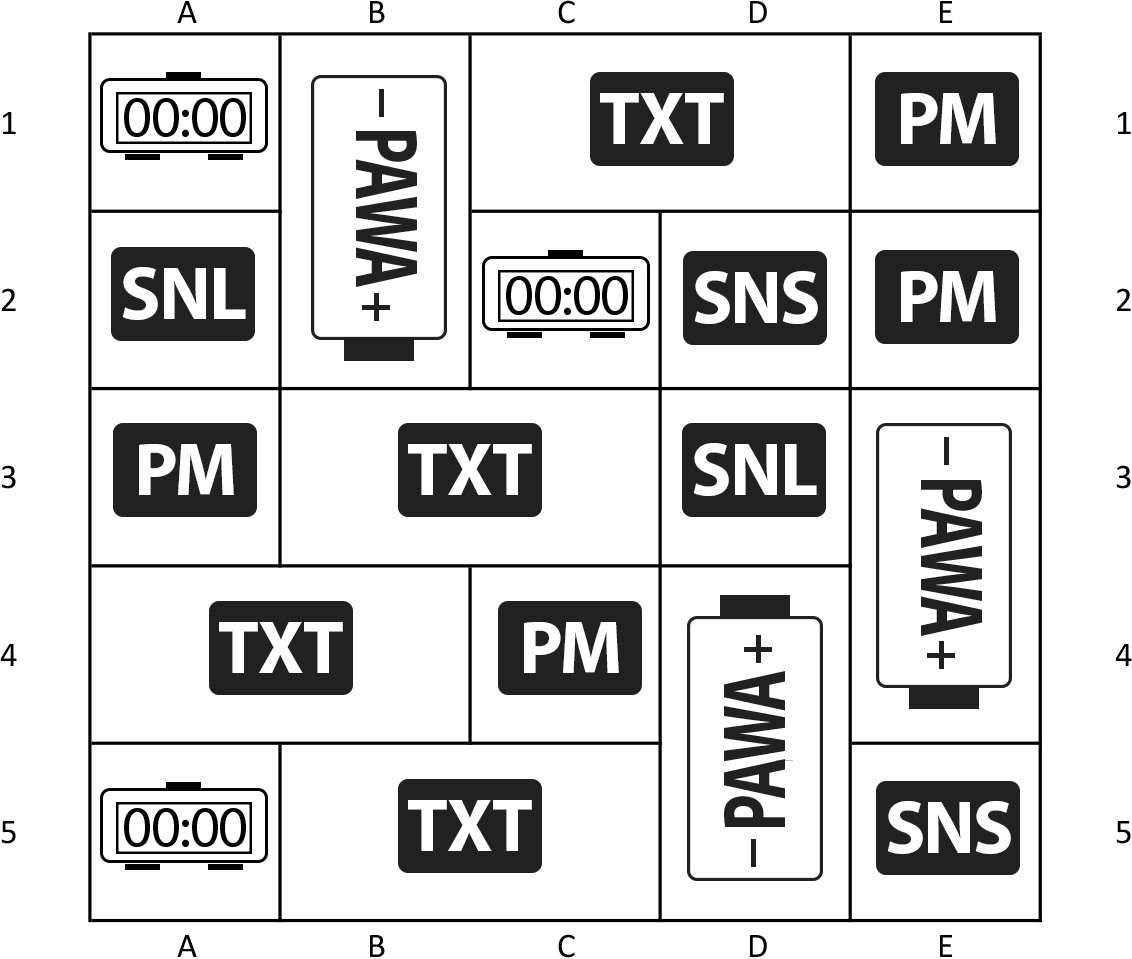 A B C D E
1 00:00 - PAWA + TXT PM 1
2 SNL 00:00 SNS PM 2
3 PM TXT SNL - PAWA + 3
4 TXT PM + PAWA - 4
5 00:00 TXT SNS 5
A B C D E